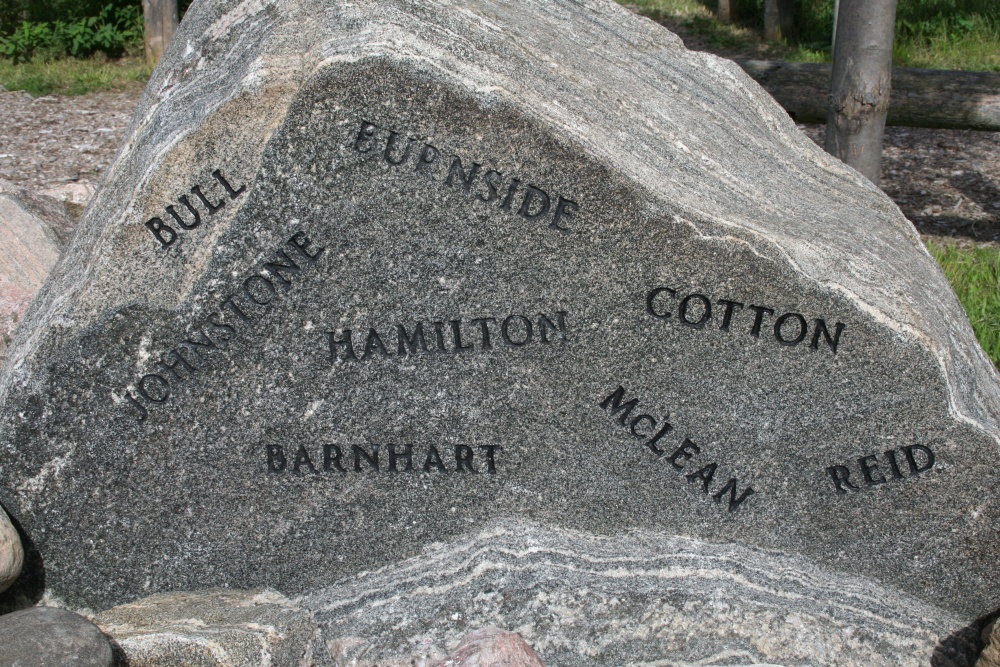 BURNSIDE
BULL
JOHNSTONE
HAMILTON
COTTON
BARNHART
McLEAN
REID